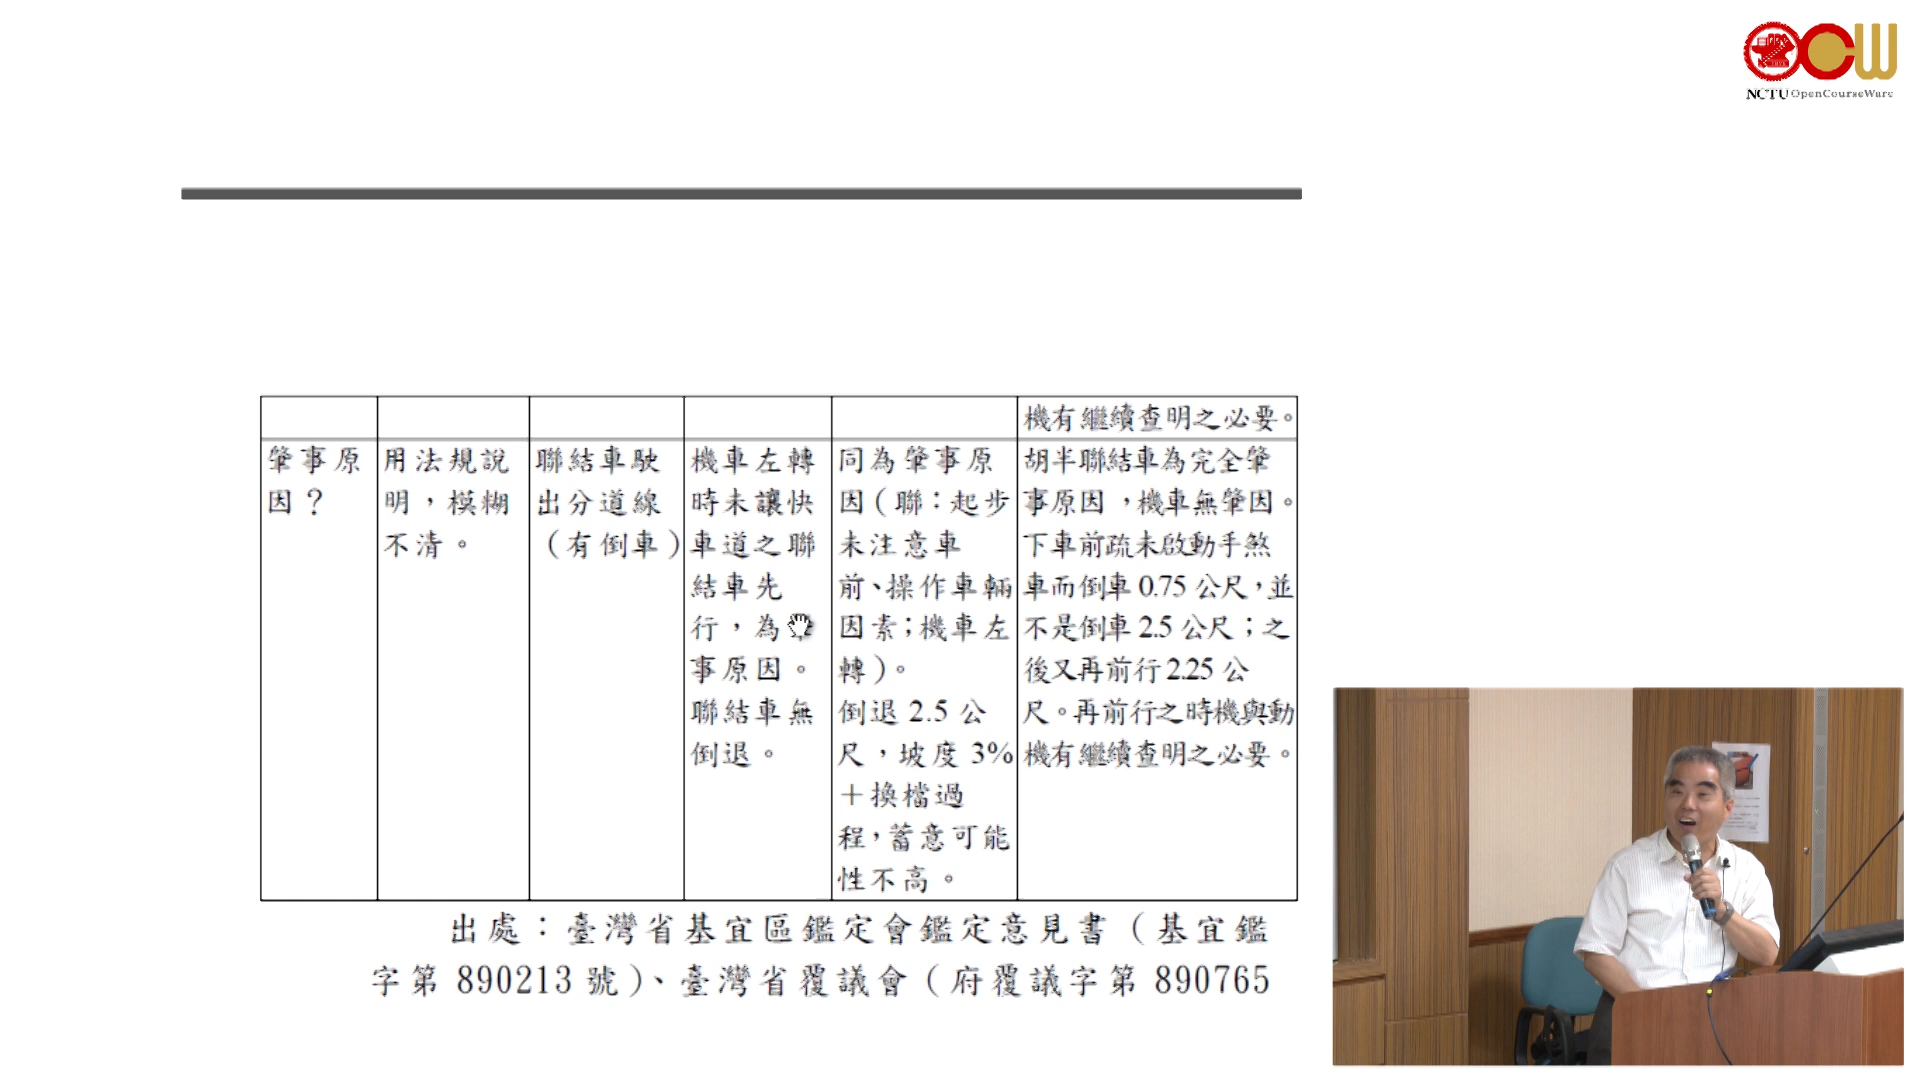 NCTU OpenCourseWare
機有繼續查明之必要。
肇事原
因？
用法規說
明，模糊
不清。
聯結車駛
出分道線
（有倒車）
機車左轉
時未讓快
車道之聯
結車先
行，為肇
事原因。
聯結車無
倒退。
同為肇事原
因（聯：起步
未注意車
前、操作車輛
因素；機車左
轉）。
倒退 2.5 公
尺，坡度 3%
＋換檔過
程，蓄意可能
性不高。
胡半聯結車為完全肇
事原因，機車無肇因。
下車前疏未啟動手煞
車而倒車 0.75 公尺，並
不是倒車 2.5 公尺；之
後又再前行 2.25 公
尺。再前行之時機與動
機有繼續查明之必要。
出處：臺灣省基宜區鑑定會鑑定意見書（基宜鑑
字第 890213 號）、臺灣省覆議會（府覆議字第 890765